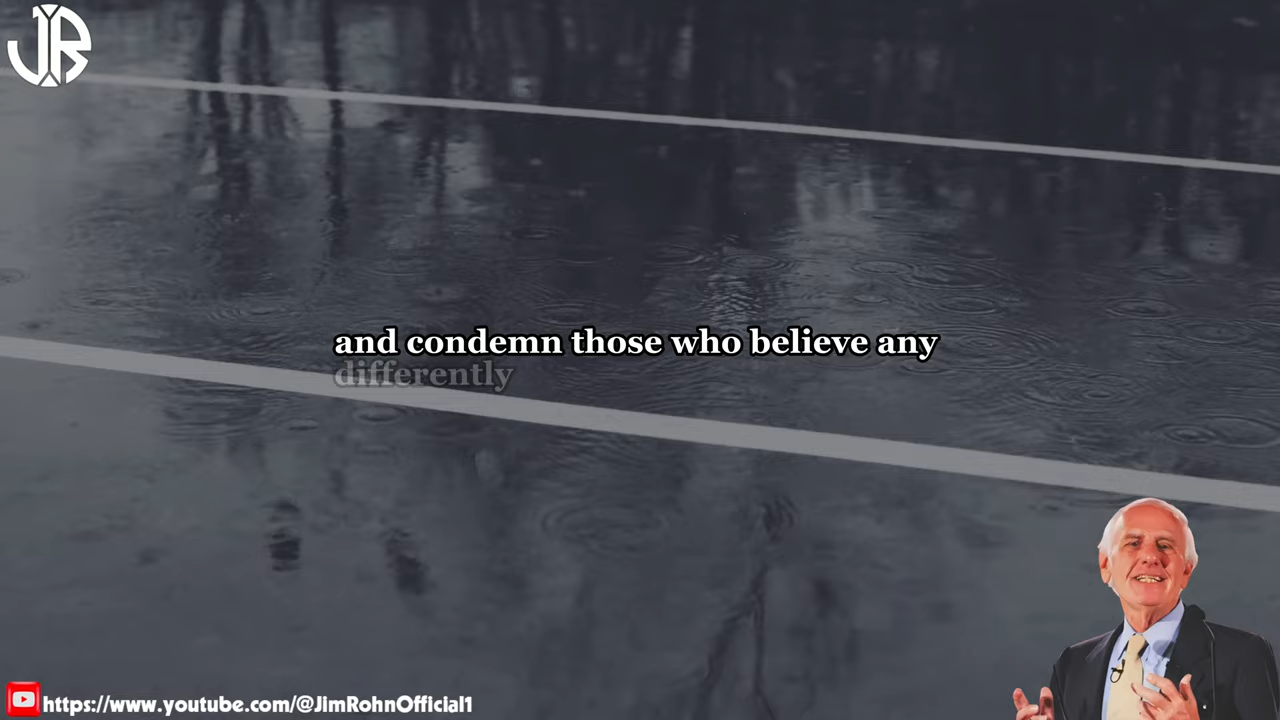 JR
and condemn those who believe any
differently
https://www.youtube.com/@JimRohnOfficial1